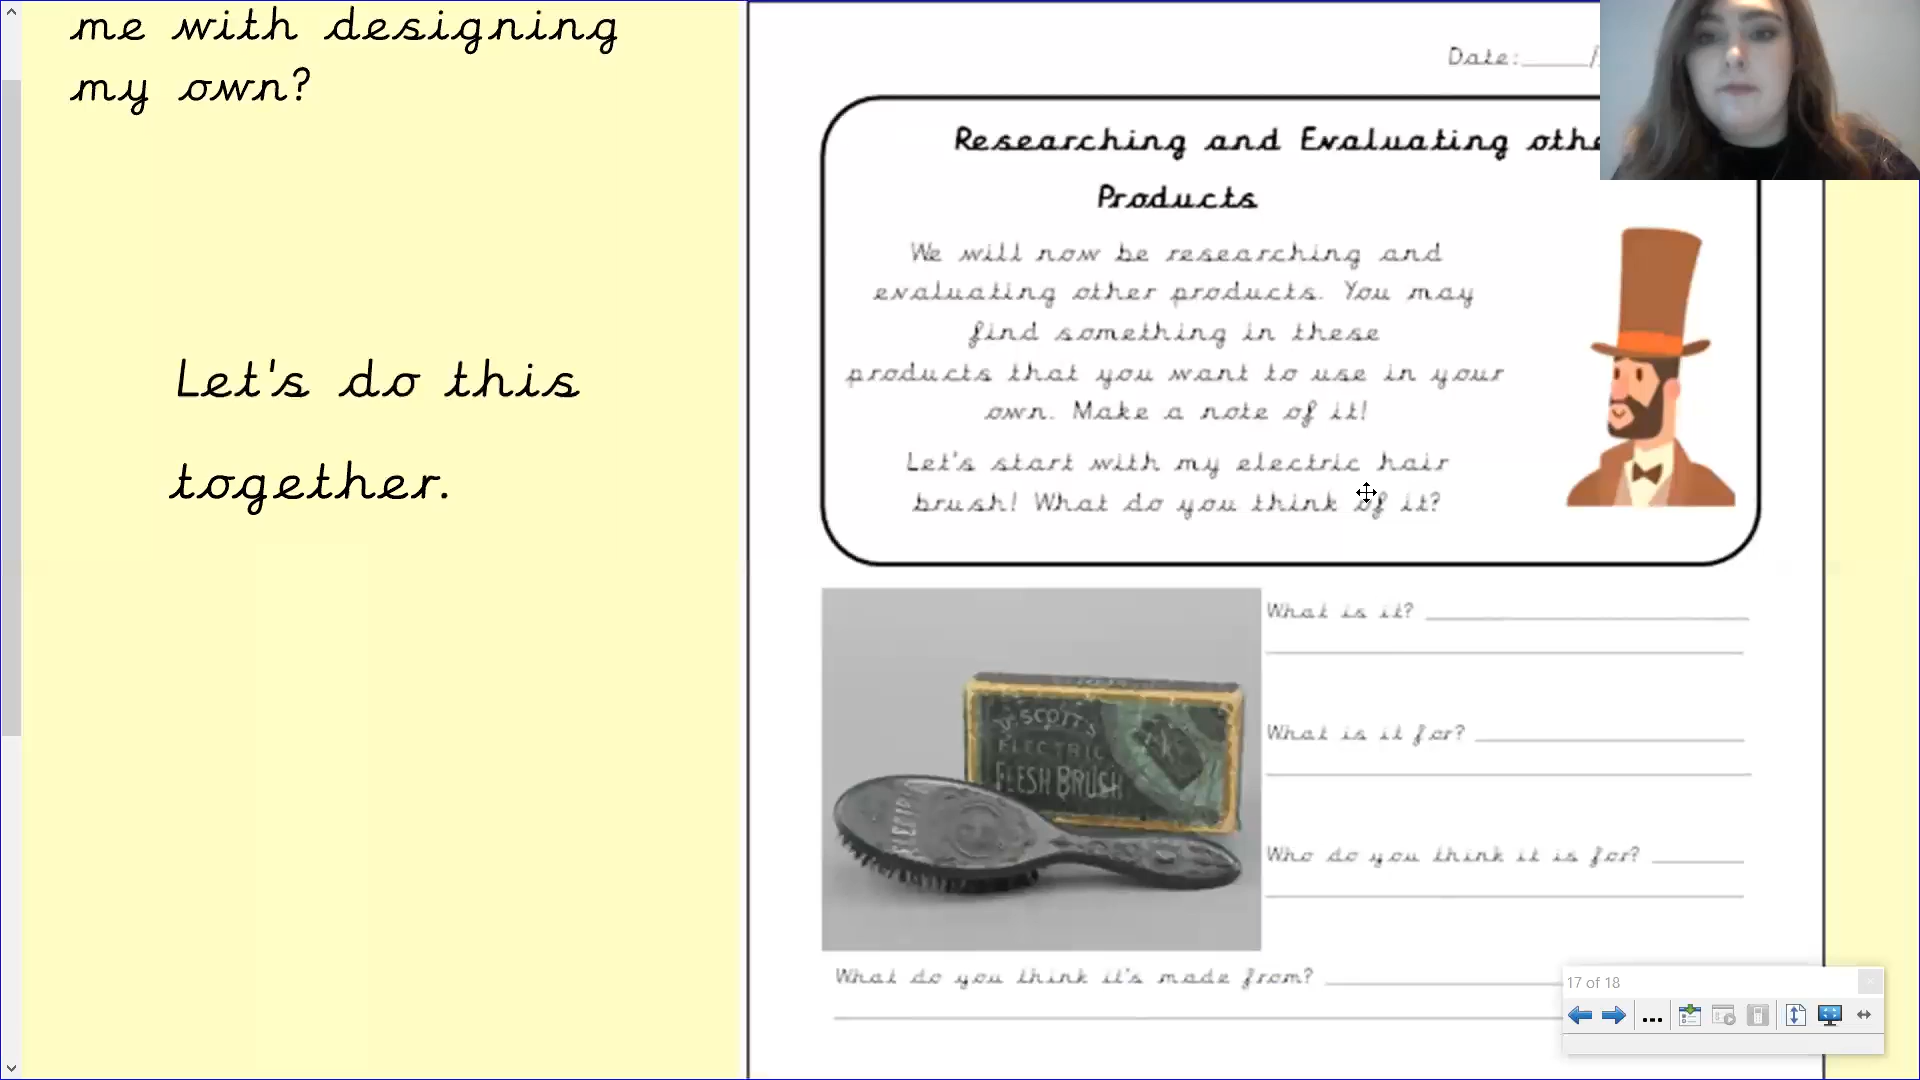 me with designing
my own?
Let's do this
together.
Date:____/
Researching and Evaluating othe
Products
We will now be researching and
evaluating other products. You may
find something in these
products that you want to use in your
own. Make a note of it!
Let's start with my electric hair
brush! What do you think of it?
Dr SCOTT'S
ELECTRIC
FLESH BRUSH
What is it?
What is it for?
Who do you think it is for?
What do you think it's made from?
17 of 18